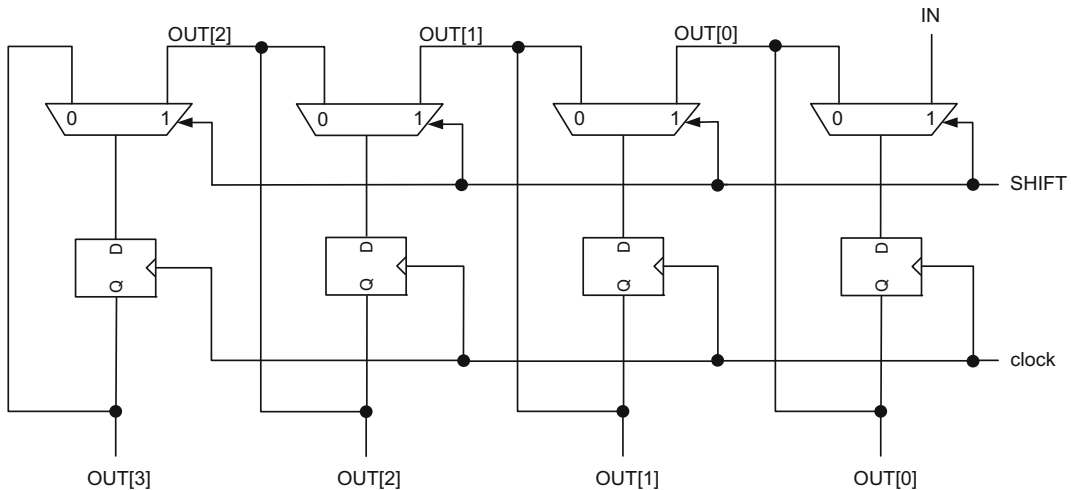 IN
OUT[2] OUT[1] OUT[0]
0 1 0 1 0 1 0 1
SHIFT
D D D D
Q Q Q Q
clock
OUT[3] OUT[2] OUT[1] OUT[0]